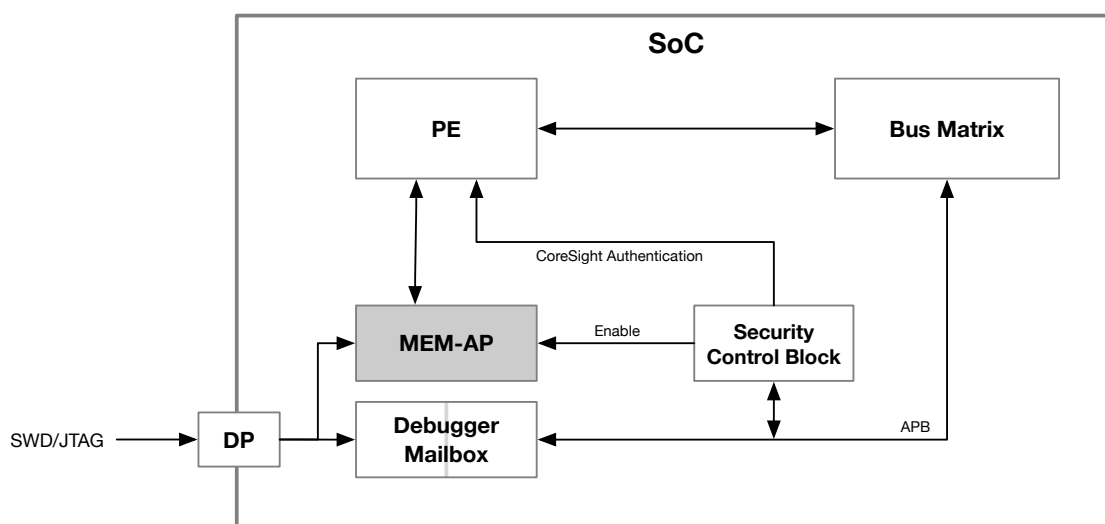 SoC
PE
Bus Matrix
CoreSight Authentication
MEM-AP
Enable
Security
Control Block
SWD/JTAG
DP
Debugger
Mailbox
APB